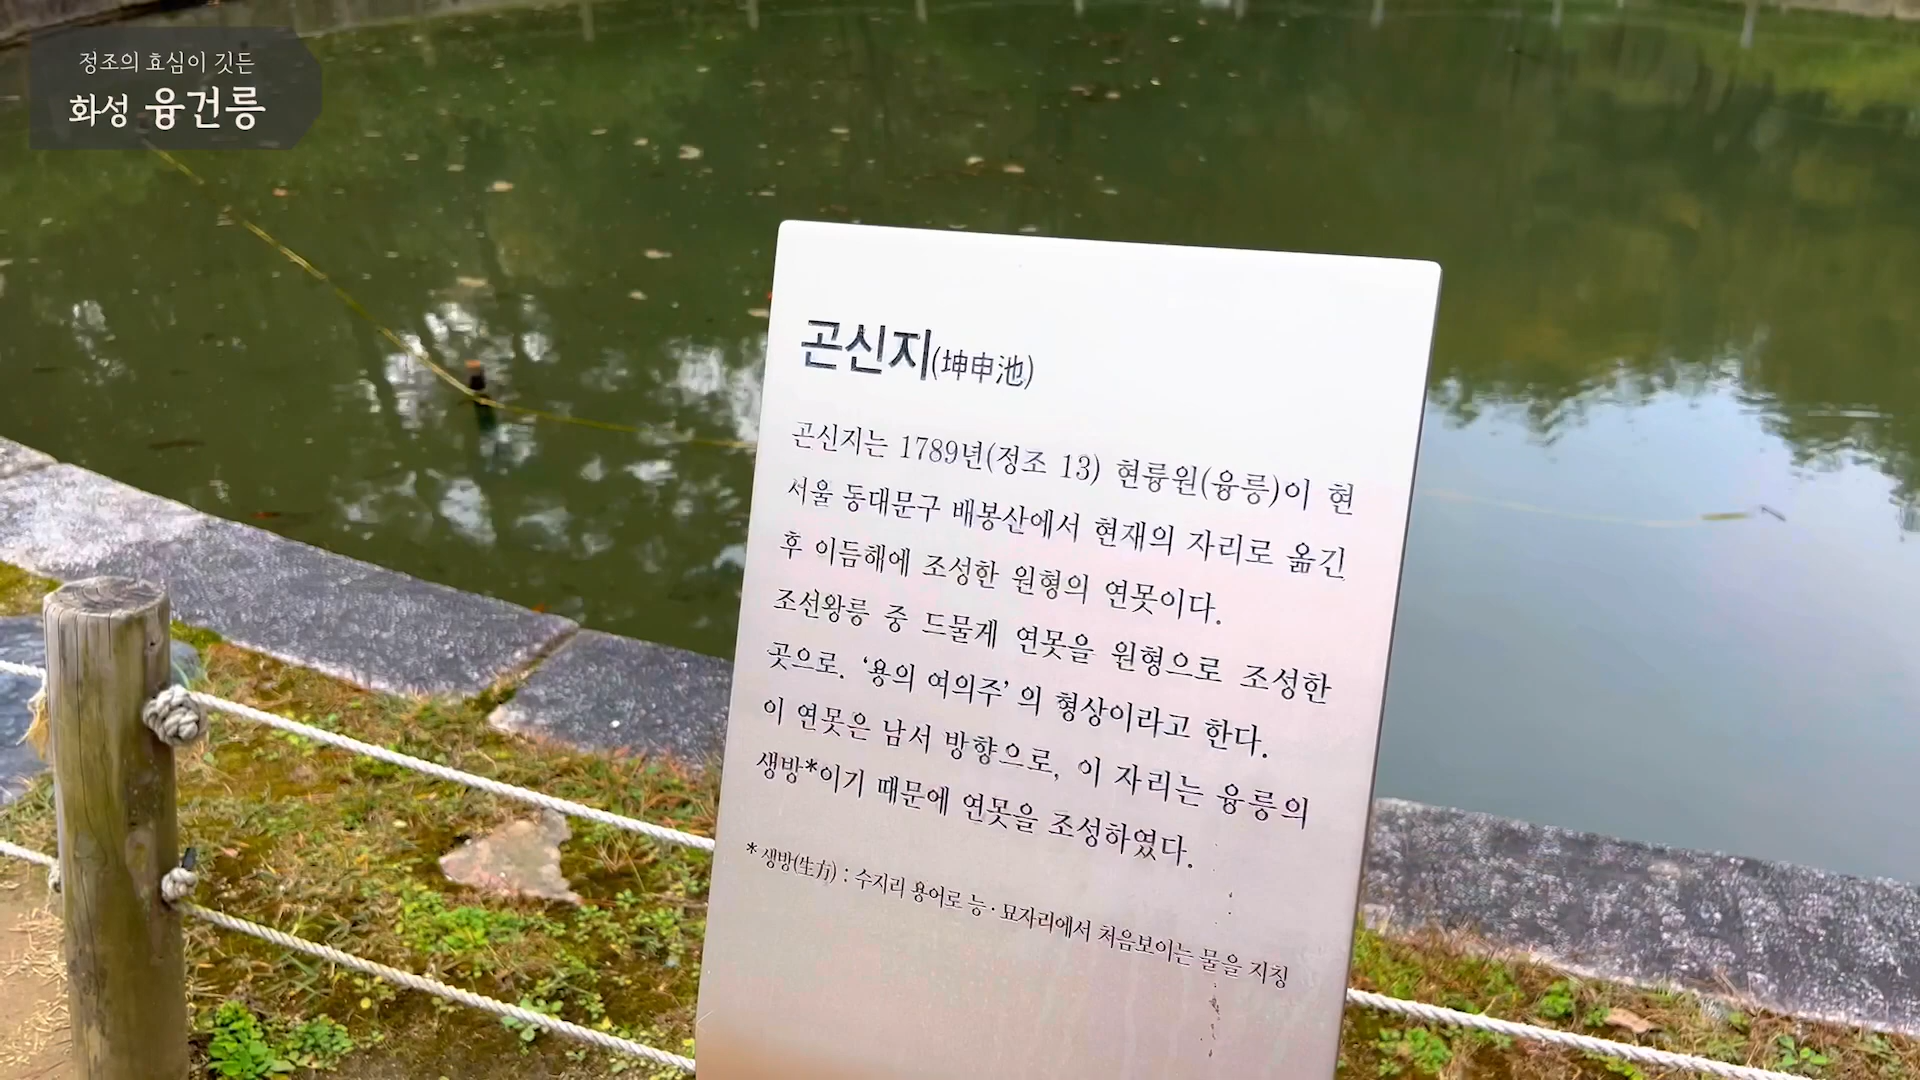 정조의 효심이 깃든
화성 융건릉
곤신지(坤申池)
곤신지는 1789년(정조 13) 현륭원(융릉)이 현
서울 동대문구 배봉산에서 현재의 자리로 옮긴
후 이듬해에 조성한 원형의 연못이다.
조선왕릉 중 드물게 연못을 원형으로 조성한
곳으로, ‘용의 여의주’의 형상이라고 한다.
이 연못은 남서 방향으로, 이 자리는 융릉의
생방*이기 때문에 연못을 조성하였다.
* 생방(生方) : 수지리 용어로 능·묘자리에서 처음보이는 물을 지칭